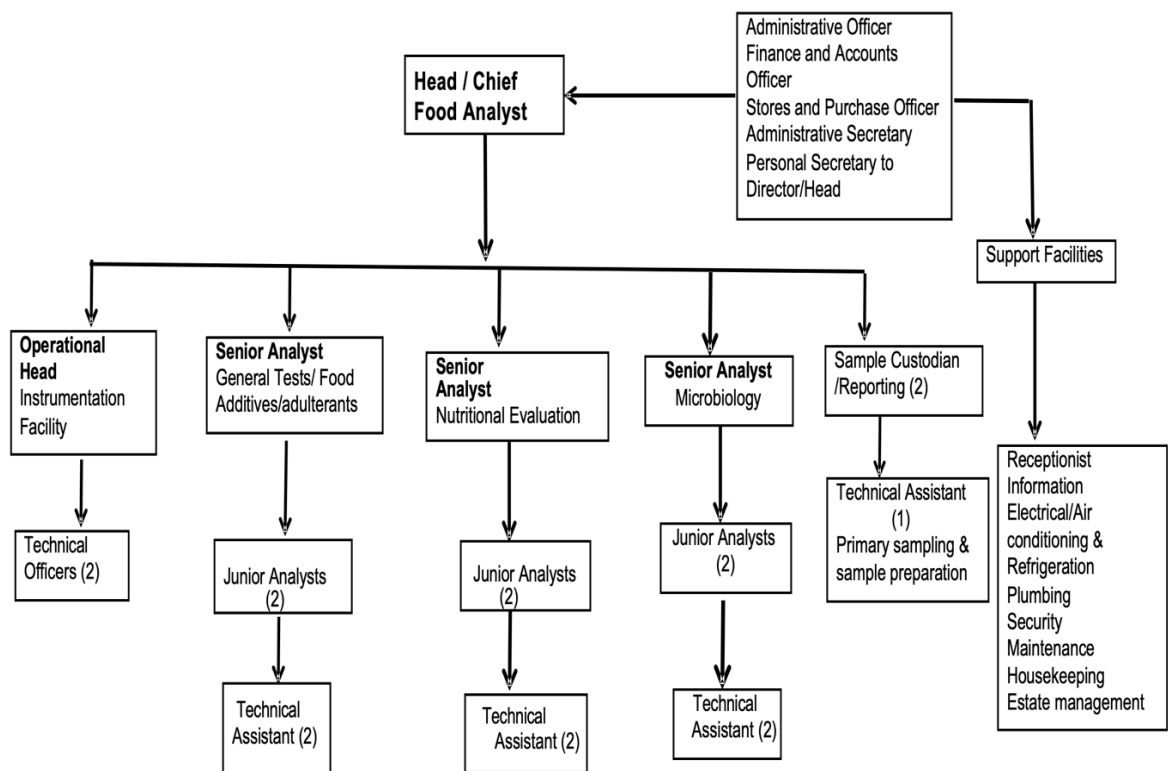 Head / Chief
Food Analyst
Administrative Officer
Finance and Accounts
Officer
Stores and Purchase Officer
Administrative Secretary
Personal Secretary to
Director/Head
Support Facilities
Operational
Head
Instrumentation
Facility
Senior Analyst
General Tests/ Food
Additives/adulterants
Senior
Analyst
Nutritional Evaluation
Senior Analyst
Microbiology
Sample Custodian
/Reporting (2)
Technical
Officers (2)
Junior Analysts
(2)
Junior Analysts
(2)
Junior Analysts
(2)
Technical Assistant
(1)
Primary sampling &
sample preparation
Receptionist
Information
Electrical/Air
conditioning &
Refrigeration
Plumbing
Security
Maintenance
Housekeeping
Estate management
Technical
Assistant (2)
Technical
Assistant (2)
Technical
Assistant (2)